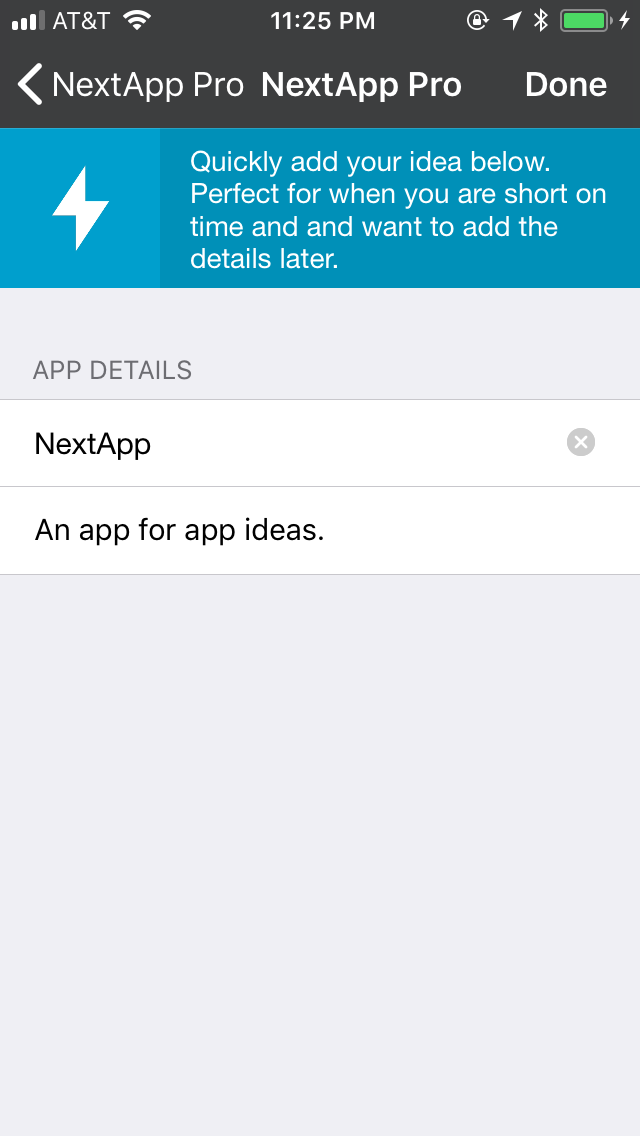 AT&T 11:25 PM
NextApp Pro NextApp Pro Done
Quickly add your idea below.
Perfect for when you are short on
time and and want to add the
details later.
APP DETAILS
NextApp
An app for app ideas.